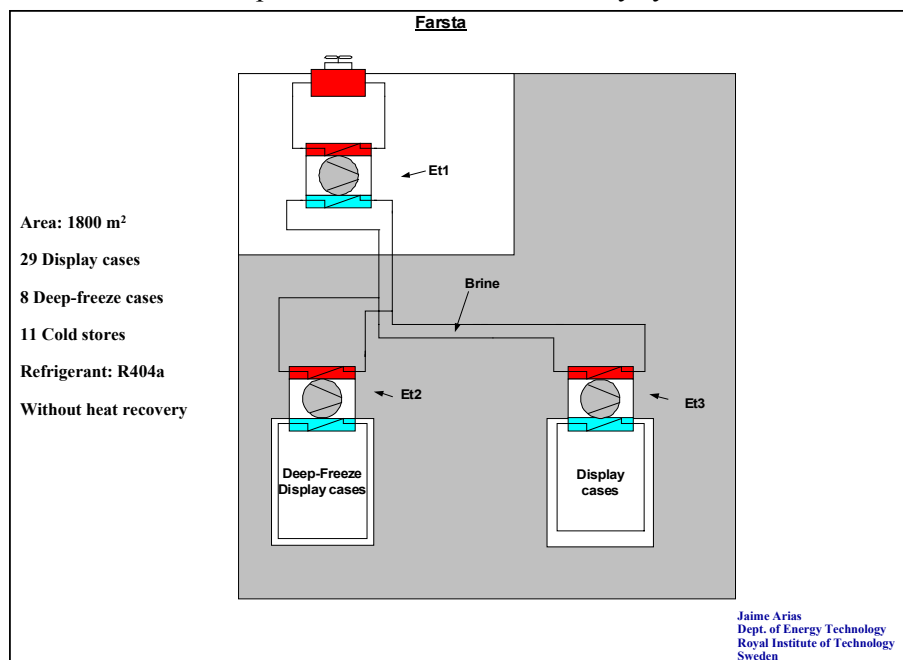 Farsta
Et1
Area: 1800 m²
29 Display cases
8 Deep-freeze cases
11 Cold stores
Refrigerant: R404a
Without heat recovery
Brine
Et2
Et3
Deep-Freeze
Display cases
Display
cases
Jaime Arias
Dept. of Energy Technology
Royal Institute of Technology
Sweden